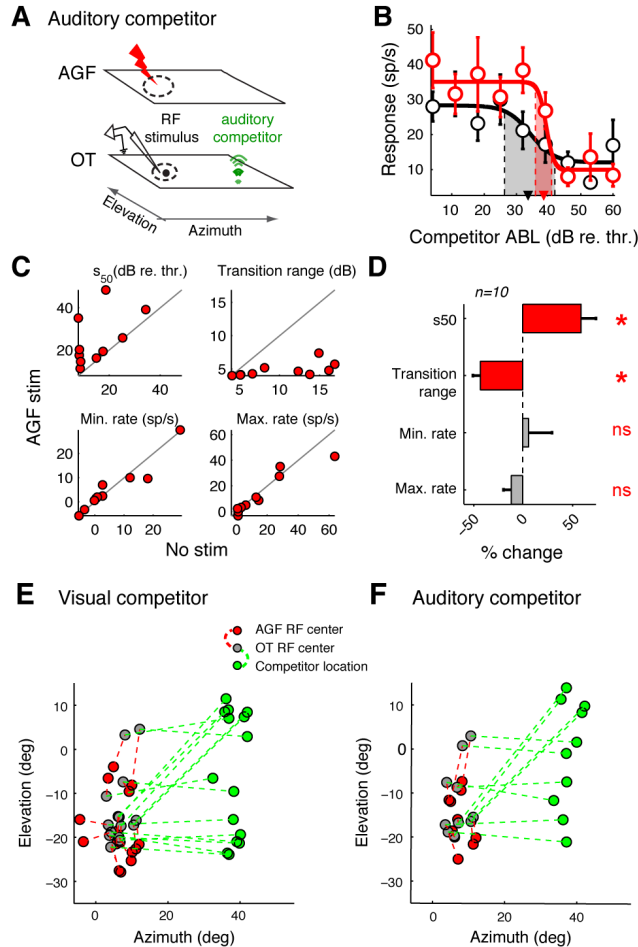 A Auditory competitor
AGF
RF stimulus
auditory competitor
OT
Elevation
Azimuth
B
Response (sp/s)
50
40
30
20
10
10 20 30 40 50 60
Competitor ABL (dB re. thr.)
C
s50(dB re. thr.)
40
20
20 40
Transition range (dB)
15
10
5
5 10 15
Min. rate (sp/s)
20
10
0
0 10 20
Max. rate (sp/s)
60
40
20
0
0 20 40 60
AGF stim
No stim
D
n=10
s50
*
Transition range
*
Min. rate
ns
Max. rate
ns
−50 0 50
% change
E Visual competitor
AGF RF center
OT RF center
Competitor location
10
0
−10
−20
−30
Elevation (deg)
0 20 40
Azimuth (deg)
F Auditory competitor
10
0
−10
−20
−30
Elevation (deg)
0 20 40
Azimuth (deg)